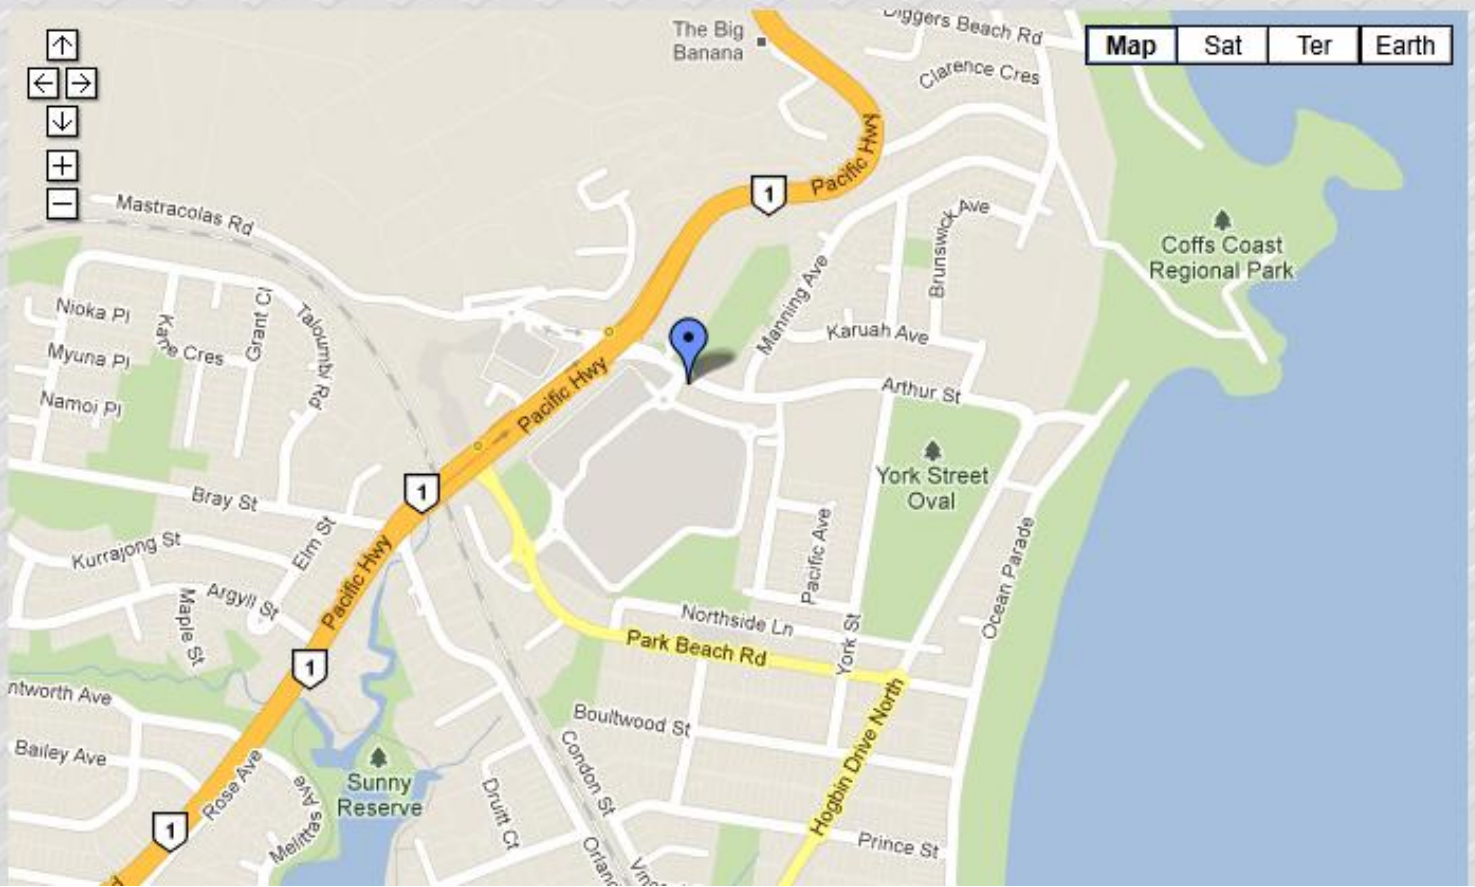 The Big
Banana
Diggers Beach Rd
Map
Sat
Ter
Earth
Clarence Cres
Pacific Hwy
1
Mastracolas Rd
Brunswick Ave
Coffs Coast
Regional Park
Manning Ave
Nioka Pl
Kane Cres
Grant Cl
Taloumbi Rd
Karuah Ave
Myuna Pl
Pacific Hwy
Arthur St
Namoi Pl
York Street
Oval
1
Bray St
Elm St
Kurrajong St
Pacific Hwy
Pacific Ave
Ocean Parade
Argyll St
Maple St
Northside Ln
York St
Park Beach Rd
1
ntworth Ave
Hogbin Drive North
Boultwood St
Bailey Ave
Rose Ave
Sunny
Reserve
Condon St
Druitt Ct
Melittas Ave
1
Prince St
Orlan
Vin
d